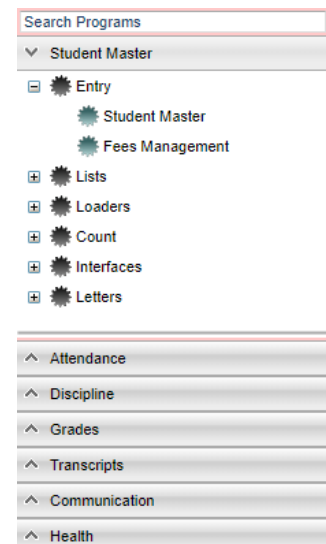 Search Programs
Student Master
Entry
Student Master
Fees Management
Lists
Loaders
Count
Interfaces
Letters
Attendance
Discipline
Grades
Transcripts
Communication
Health